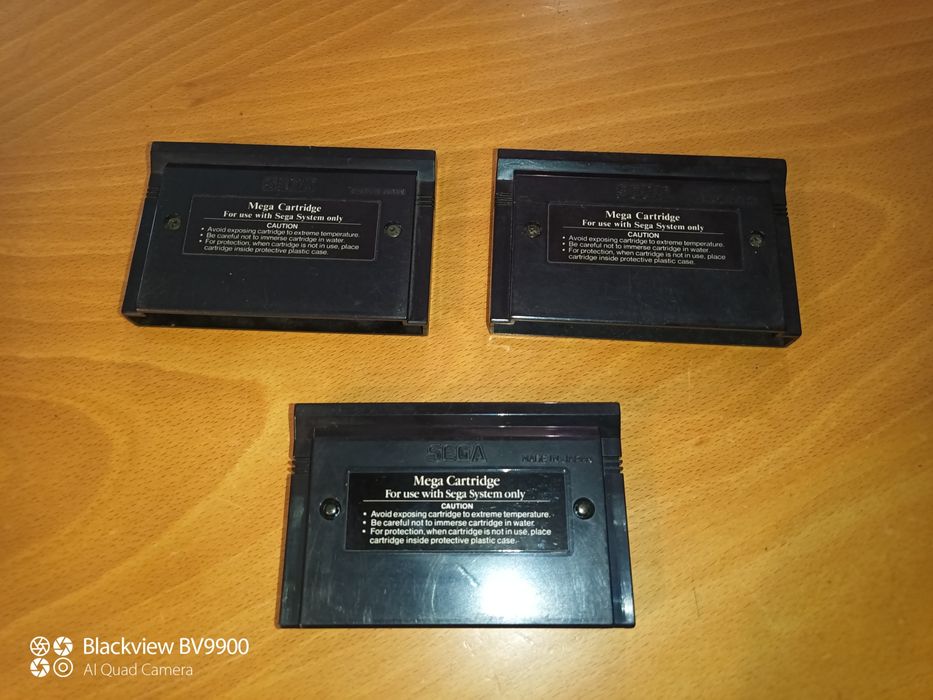 SEGA
Mega Cartridge
For use with Sega System only
CAUTION
• Avoid exposing cartridge to extreme temperature.
• Be careful not to immerse cartridge in water.
• For protection, when cartridge is not in use, place
cartridge inside protective plastic case.
SEGA
Mega Cartridge
For use with Sega System only
CAUTION
• Avoid exposing cartridge to extreme temperature.
• Be careful not to immerse cartridge in water.
• For protection, when cartridge is not in use, place
cartridge inside protective plastic case.
SEGA
MADE IN JAPAN
Mega Cartridge
For use with Sega System only
CAUTION
• Avoid exposing cartridge to extreme temperature.
• Be careful not to immerse cartridge in water.
• For protection, when cartridge is not in use, place
cartridge inside protective plastic case.
Blackview BV9900
AI Quad Camera